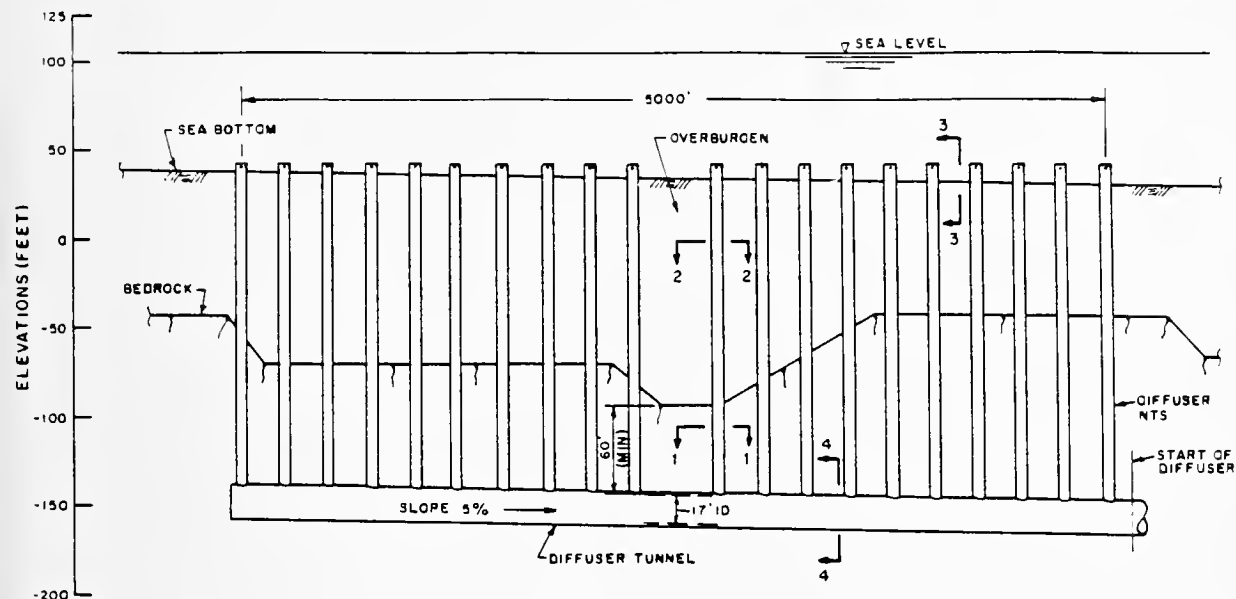 125
SEA LEVEL
100
5000'
3
SEA BOTTOM
OVERBURDEN
50
3
ELEVATIONS (FEET)
0
2 2
BEDROCK
-50
-100
DIFFUSER
NTS
60'
(MIN)
1 1
4
START OF
DIFFUSER
-150
SLOPE 5%
17'ID
DIFFUSER TUNNEL
4
-200